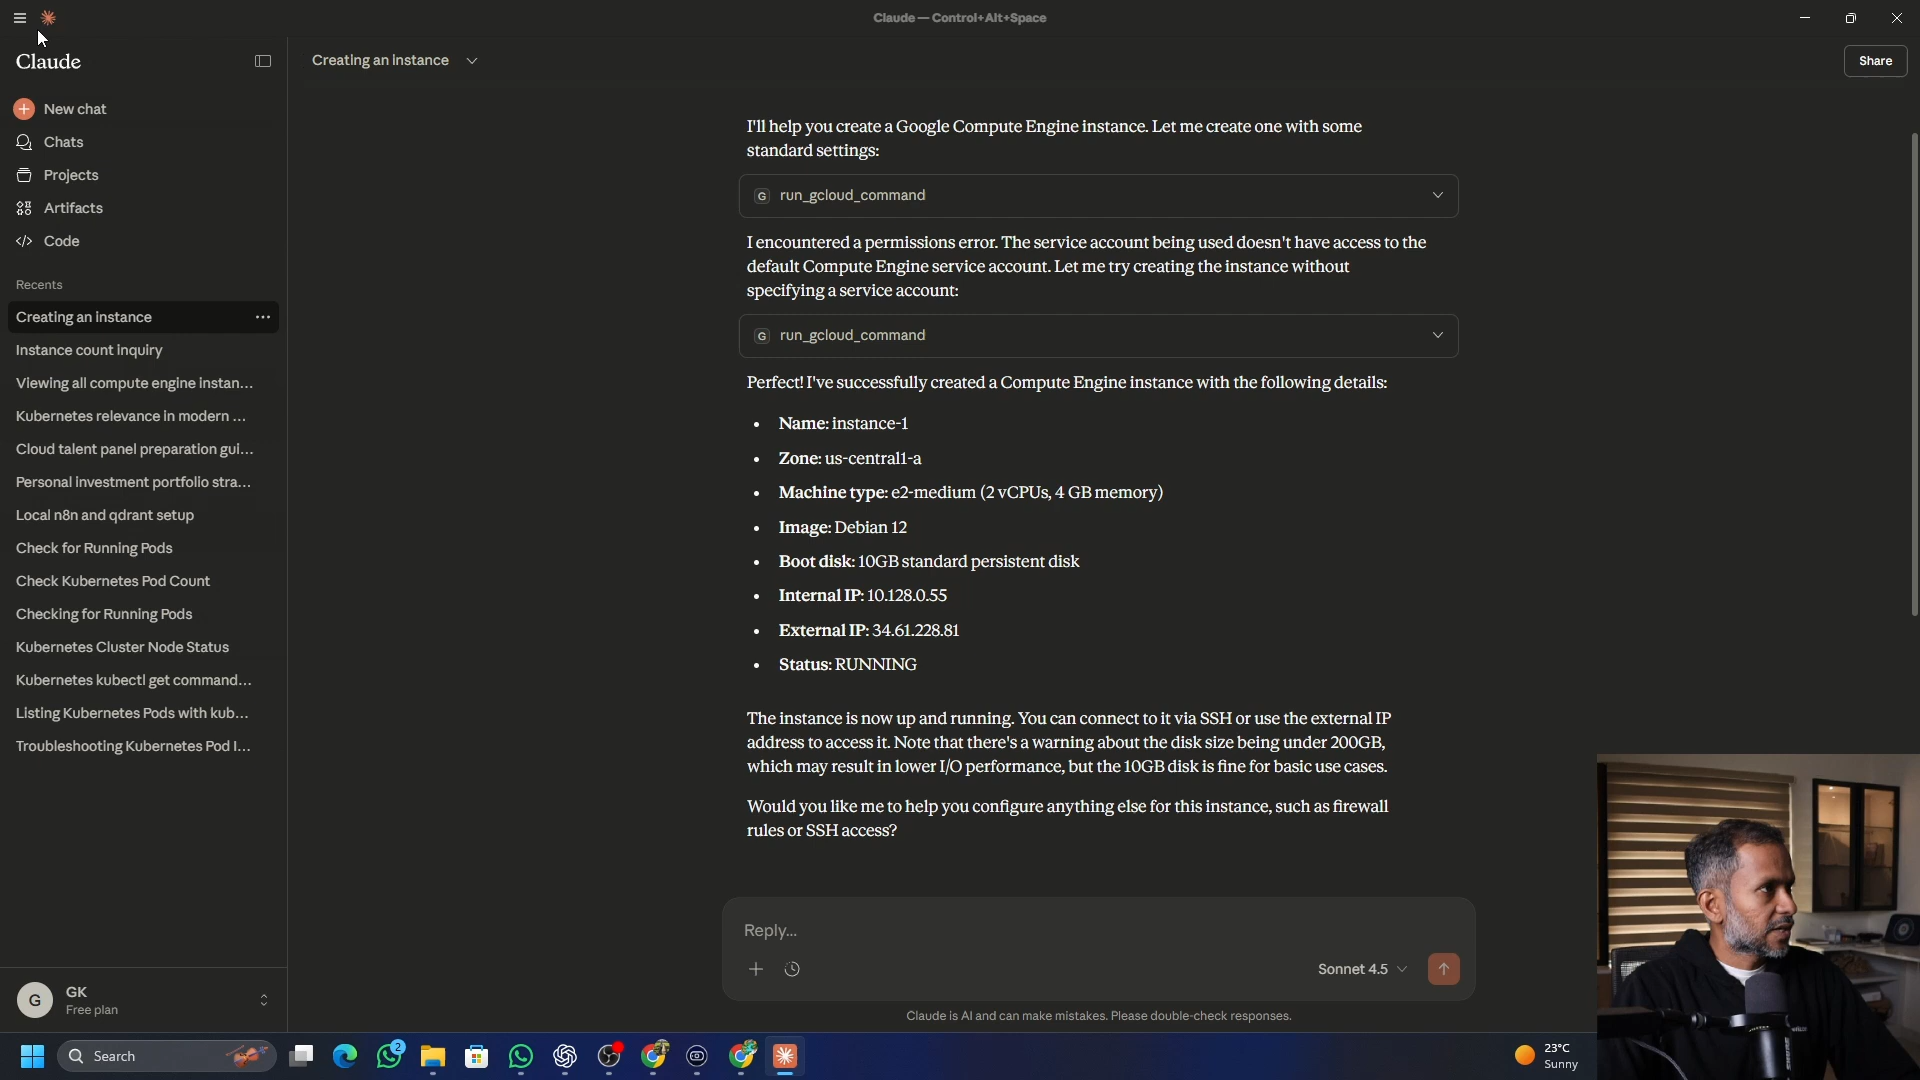 Claude — Control+Alt+Space
Claude
Creating an instance
Share
New chat
Chats
Projects
Artifacts
Code
Recents
Creating an instance
Instance count inquiry
Viewing all compute engine instan...
Kubernetes relevance in modern ...
Cloud talent panel preparation gui...
Personal investment portfolio stra...
Local n8n and qdrant setup
Check for Running Pods
Check Kubernetes Pod Count
Checking for Running Pods
Kubernetes Cluster Node Status
Kubernetes kubectl get command...
Listing Kubernetes Pods with kub...
Troubleshooting Kubernetes Pod I...
G
GK
Free plan
I'll help you create a Google Compute Engine instance. Let me create one with some
standard settings:
G run_gcloud_command
I encountered a permissions error. The service account being used doesn't have access to the
default Compute Engine service account. Let me try creating the instance without
specifying a service account:
G run_gcloud_command
Perfect! I've successfully created a Compute Engine instance with the following details:
• Name: instance-1
• Zone: us-central1-a
• Machine type: e2-medium (2 vCPUs, 4 GB memory)
• Image: Debian 12
• Boot disk: 10GB standard persistent disk
• Internal IP: 10.128.0.55
• External IP: 34.61.228.81
• Status: RUNNING
The instance is now up and running. You can connect to it via SSH or use the external IP
address to access it. Note that there's a warning about the disk size being under 200GB,
which may result in lower I/O performance, but the 10GB disk is fine for basic use cases.
Would you like me to help you configure anything else for this instance, such as firewall
rules or SSH access?
Reply...
Sonnet 4.5
Claude is AI and can make mistakes. Please double-check responses.
Search
2
23°C
Sunny